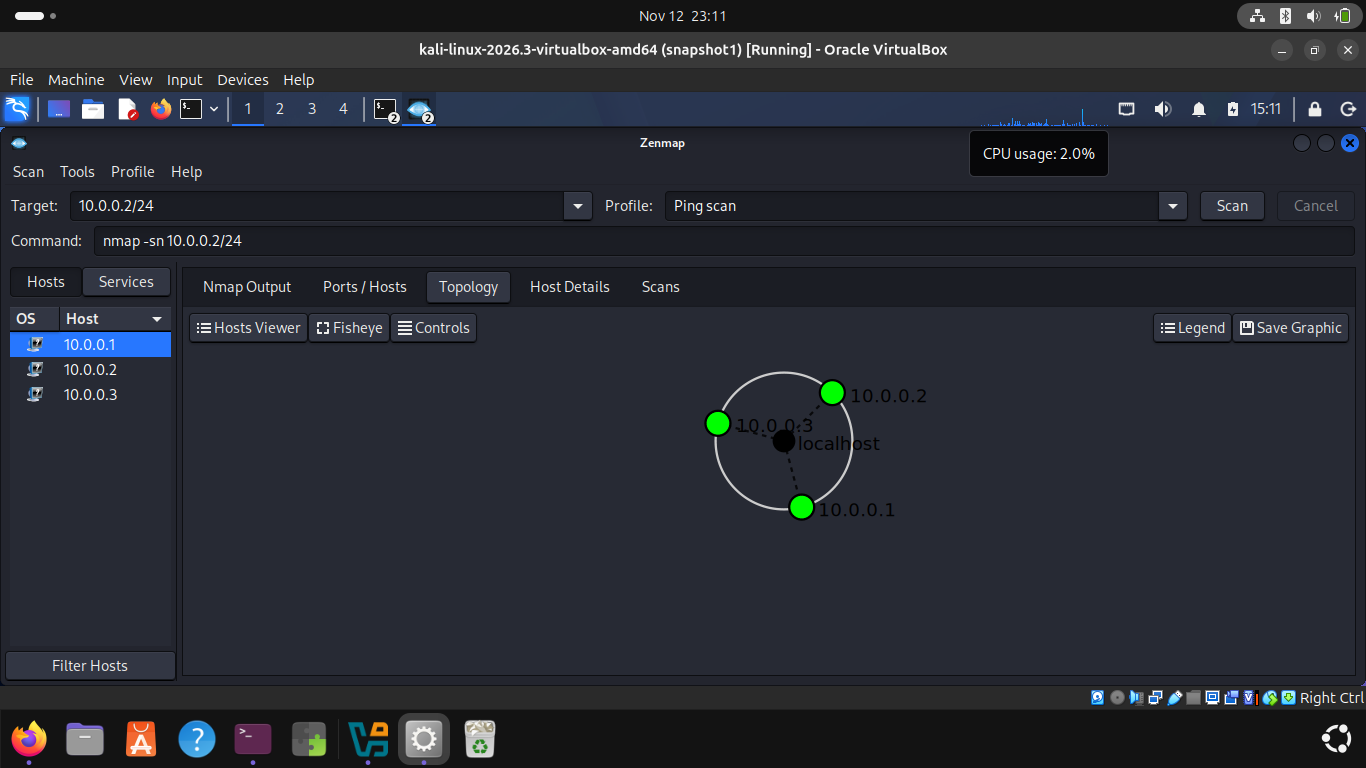 Nov 12 23:11
kali-linux-2026.3-virtualbox-amd64 (snapshot1) [Running] - Oracle VirtualBox
File Machine View Input Devices Help
1 2 3 4 2 2 15:11
Zenmap
CPU usage: 2.0%
Scan Tools Profile Help
Target: 10.0.0.2/24 Profile: Ping scan Scan Cancel
Command: nmap -sn 10.0.0.2/24
Hosts Services Nmap Output Ports / Hosts Topology Host Details Scans
OS Host Hosts Viewer Fisheye Controls Legend Save Graphic
10.0.0.1
10.0.0.2
10.0.0.3
10.0.0.2
10.0.0.3
localhost
10.0.0.1
Filter Hosts
Right Ctrl